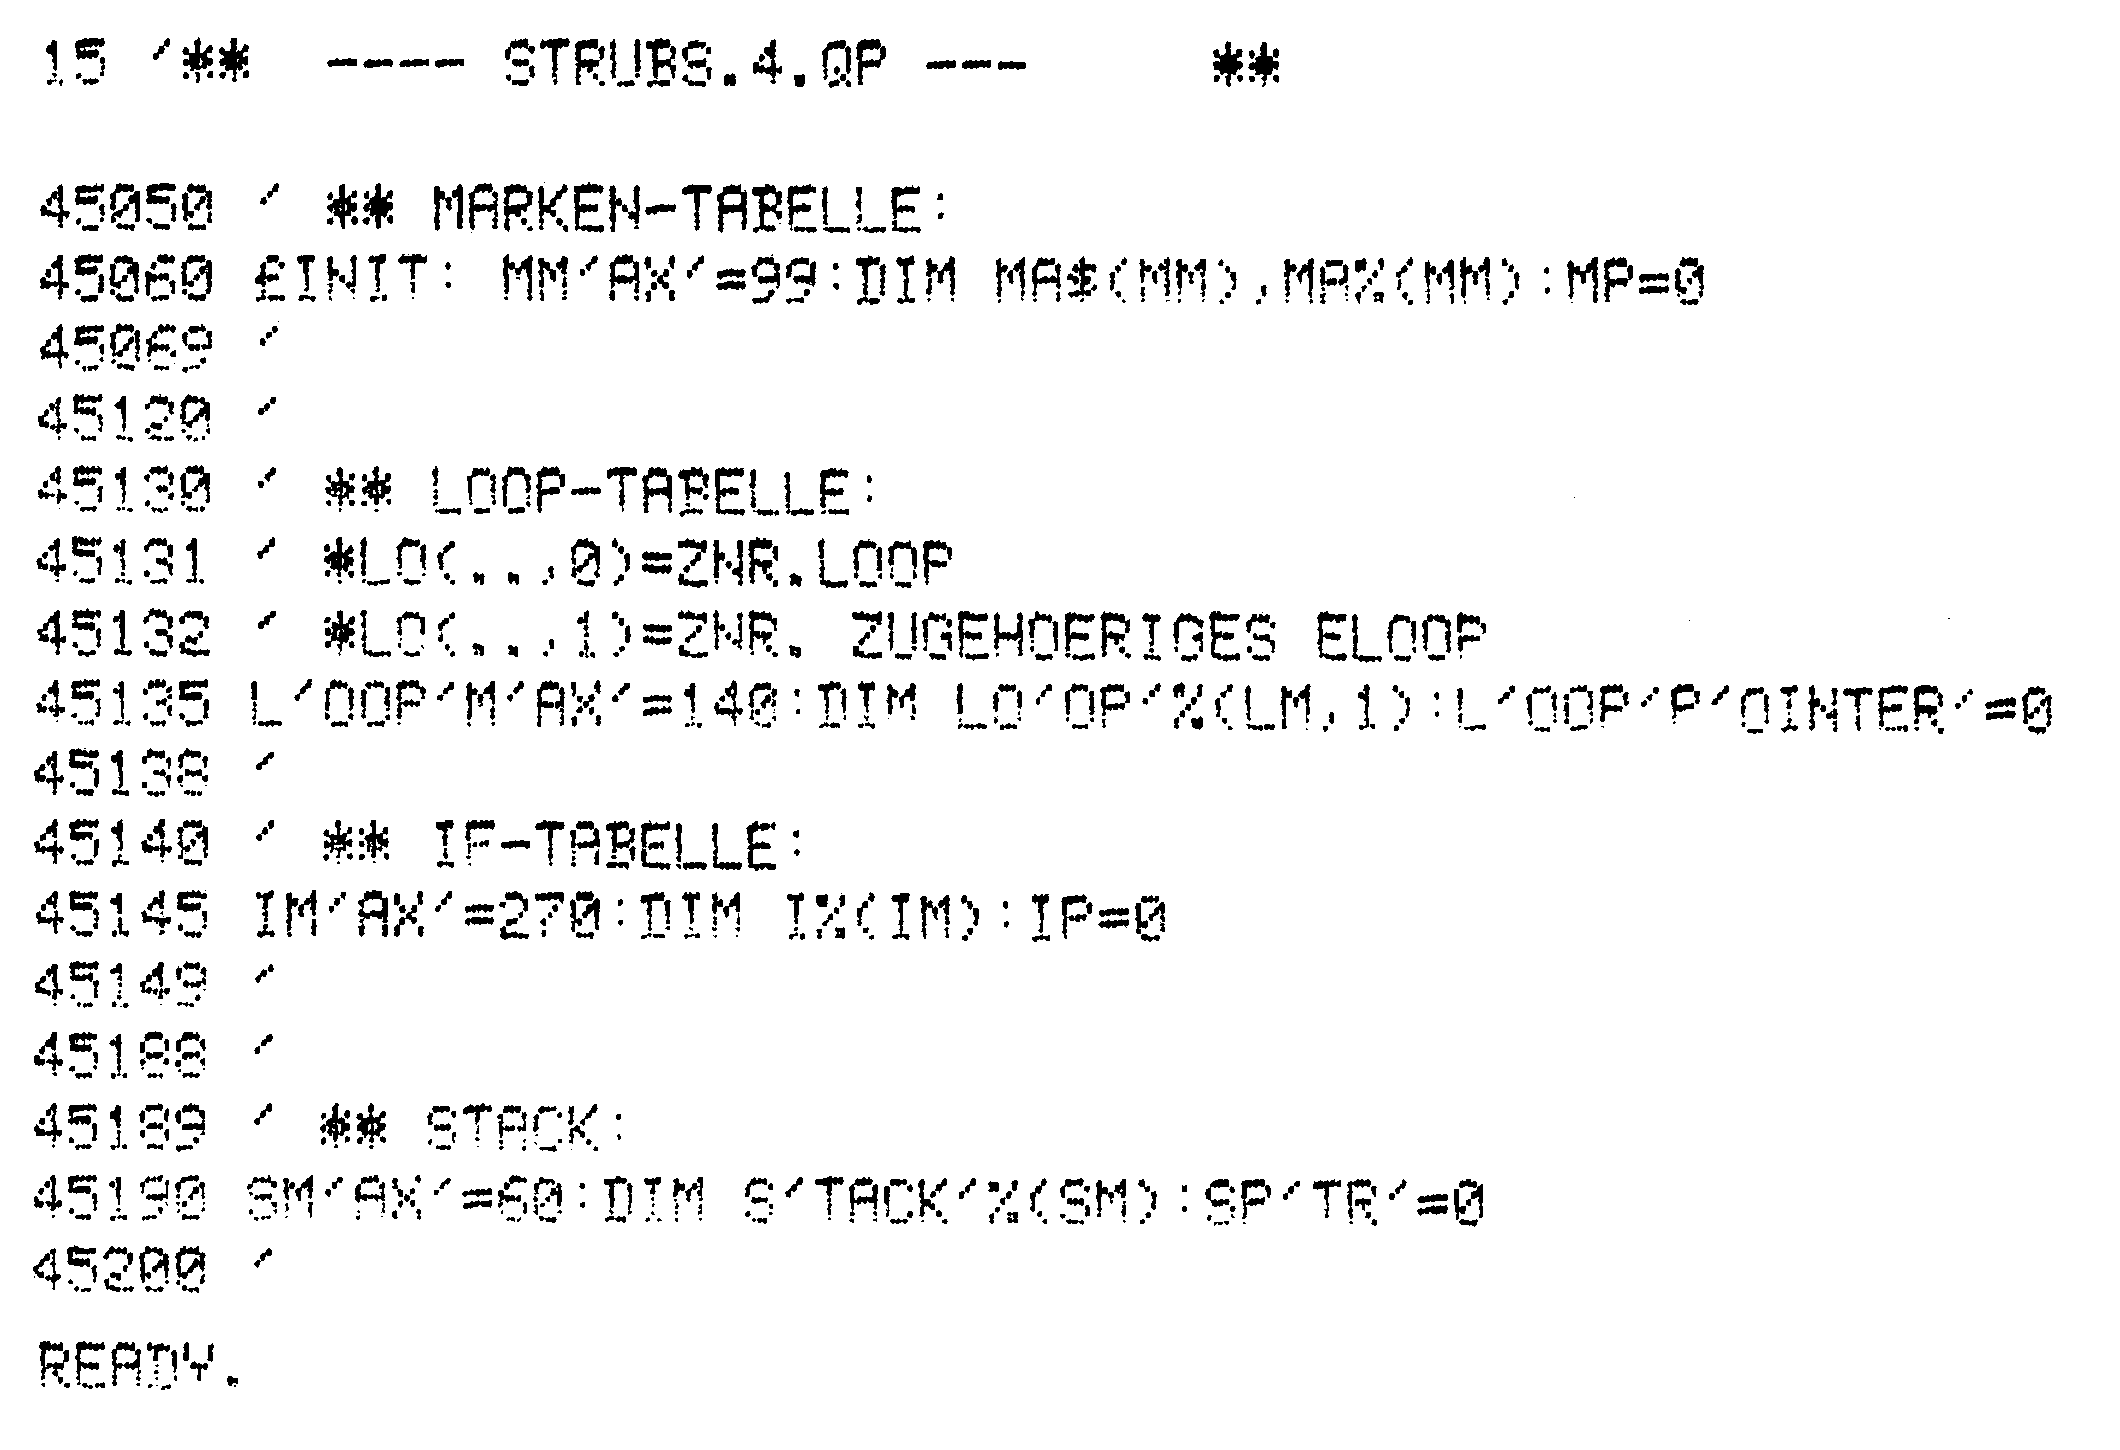 15 '**  ---- STRUBS.4.QP ---     **
45050 ' ** MARKEN-TABELLE:
45060 £INIT: MM'AX'=99:DIM MA$(MM),MA%(MM):MP=0
45069 '
45120 '
45130 ' ** LOOP-TABELLE:
45131 ' *LO(..,0)=ZNR.LOOP
45132 ' *LO(..,1)=ZNR. ZUGEHOERIGES ELOOP
45135 L'OOP'M'AX'=140:DIM LO'OP'%(LM,1):L'OOP'P'OINTER'=0
45138 '
45140 ' ** IF-TABELLE:
45145 IM'AX'=270:DIM I%(IM):IP=0
45149 '
45188 '
45189 ' ** STACK:
45190 SM'AX'=60:DIM S'TACK'%(SM):SP'TR'=0
45200 '
READY.